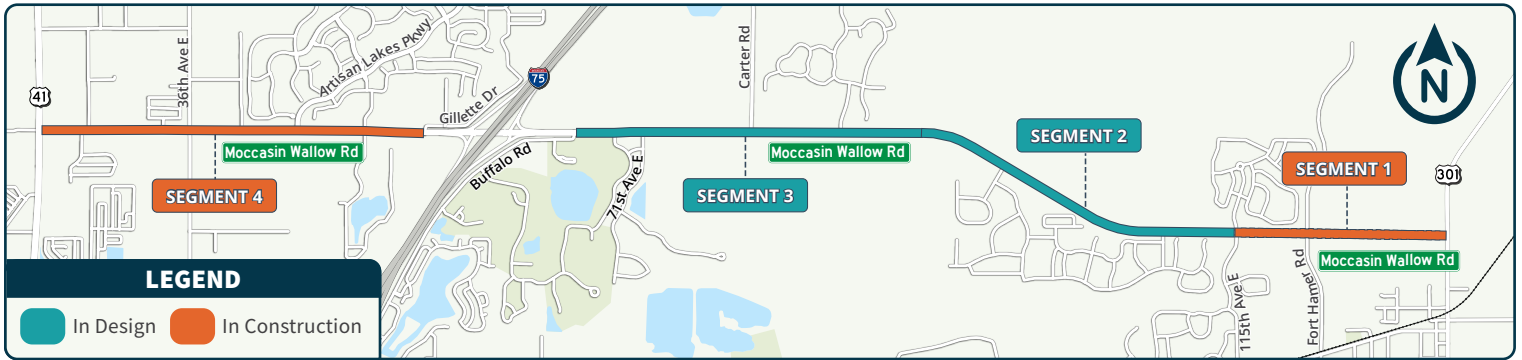 41
36th Ave E
Artisan Lakes Pkwy
Gillette Dr
75
Carter Rd
N
Moccasin Wallow Rd
SEGMENT 4
Buffalo Rd
71st Ave E
Moccasin Wallow Rd
SEGMENT 3
SEGMENT 2
SEGMENT 1
301
Moccasin Wallow Rd
115th Ave E
Fort Hamer Rd
LEGEND
In Design
In Construction